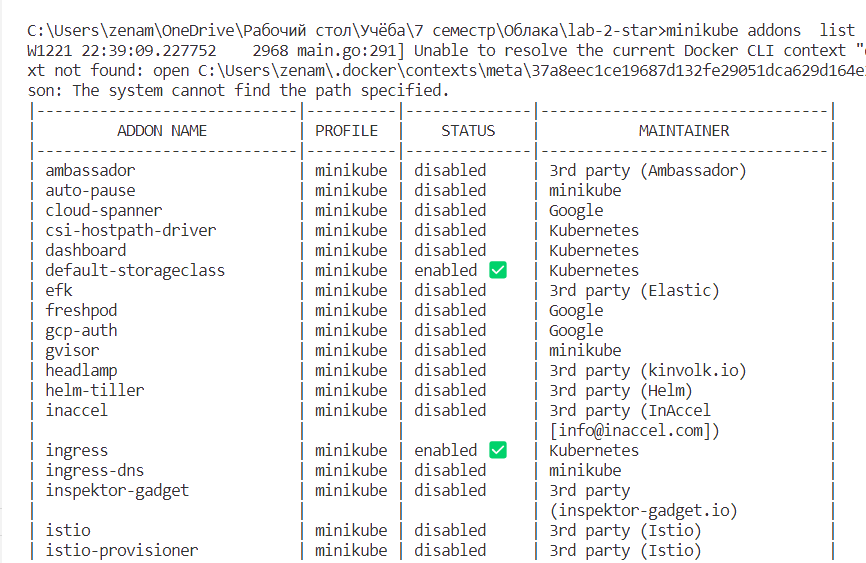 C:\Users\zenam\OneDrive\Рабочий стол\Учёба\7 семестр\Облака\lab-2-star>minikube addons  list
W1221 22:39:09.227752    2968 main.go:291] Unable to resolve the current Docker CLI context "
xt not found: open C:\Users\zenam\.docker\contexts\meta\37a8eec1ce19687d132fe29051dca629d164e
son: The system cannot find the path specified.
|-----------------------------|----------|--------------|--------------------------------|
| ADDON NAME | PROFILE | STATUS | MAINTAINER |
|-----------------------------|----------|--------------|--------------------------------|
| ambassador | minikube | disabled | 3rd party (Ambassador) |
| auto-pause | minikube | disabled | minikube |
| cloud-spanner | minikube | disabled | Google |
| csi-hostpath-driver | minikube | disabled | Kubernetes |
| dashboard | minikube | disabled | Kubernetes |
| default-storageclass | minikube | enabled ✅ | Kubernetes |
| efk | minikube | disabled | 3rd party (Elastic) |
| freshpod | minikube | disabled | Google |
| gcp-auth | minikube | disabled | Google |
| gvisor | minikube | disabled | minikube |
| headlamp | minikube | disabled | 3rd party (kinvolk.io) |
| helm-tiller | minikube | disabled | 3rd party (Helm) |
| inaccel | minikube | disabled | 3rd party (InAccel |
| | | | [info@inaccel.com]) |
| ingress | minikube | enabled ✅ | Kubernetes |
| ingress-dns | minikube | disabled | minikube |
| inspektor-gadget | minikube | disabled | 3rd party |
| | | | (inspektor-gadget.io) |
| istio | minikube | disabled | 3rd party (Istio) |
| istio-provisioner | minikube | disabled | 3rd party (Istio) |